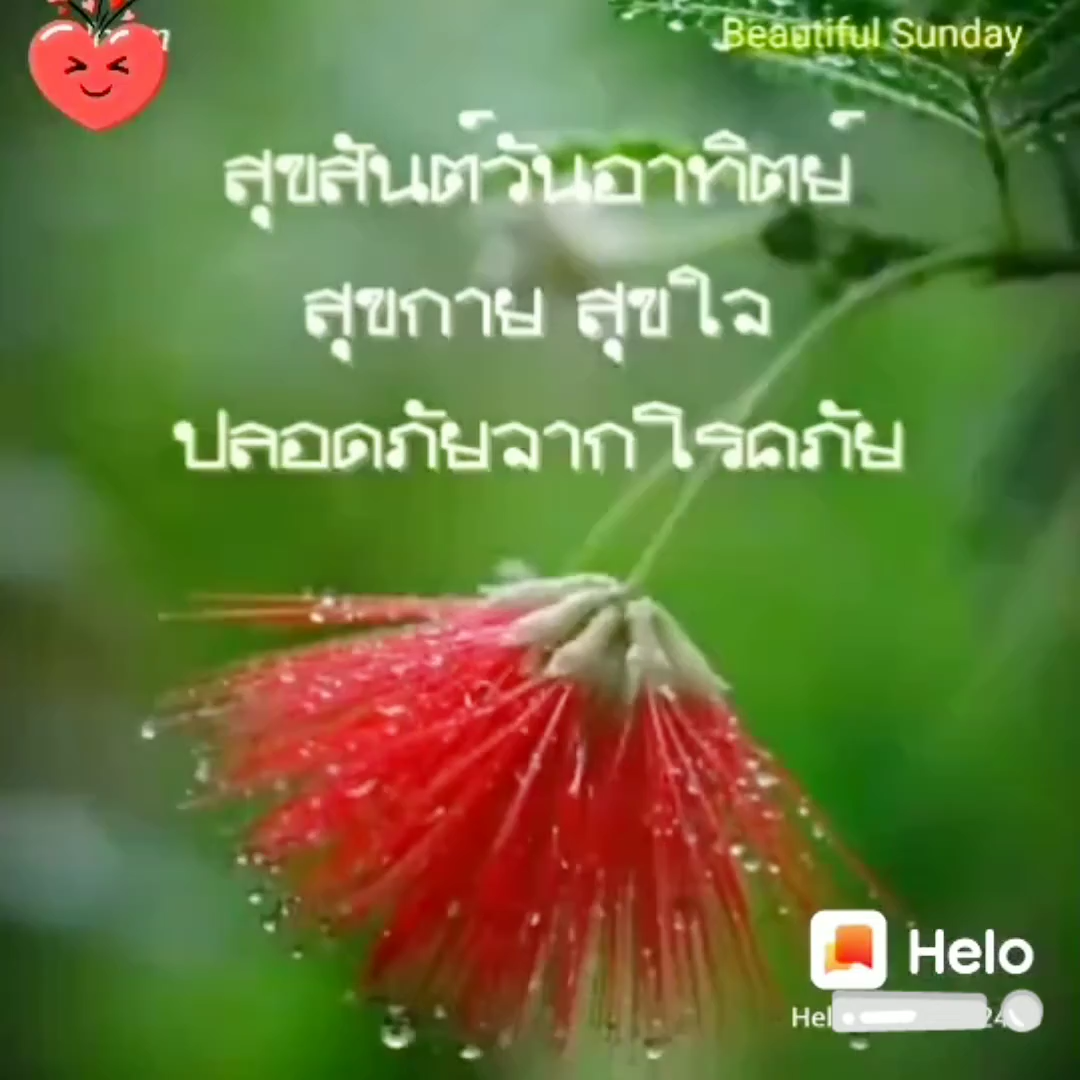 Beautiful Sunday
สุขสันต์วันอาทิตย์
สุขกาย สุขใจ
ปลอดภัยจากโรคภัย
Helo